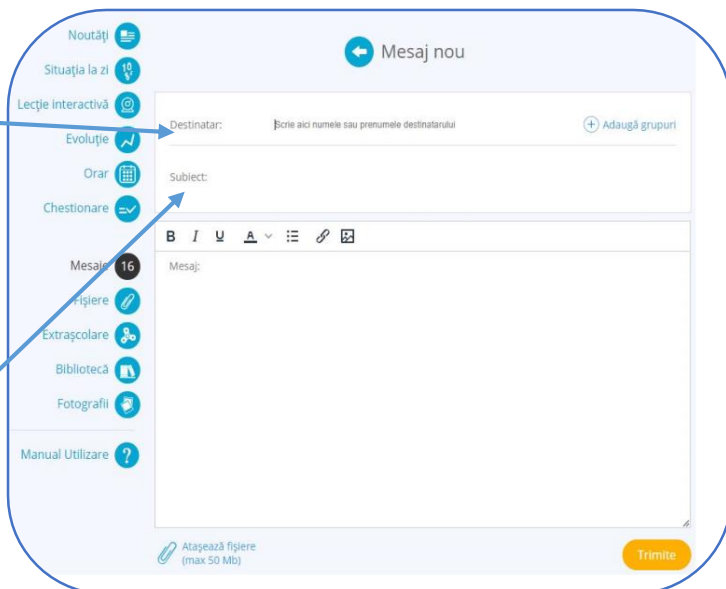 Noutăți
Situația la zi
Lecție interactivă
Evoluție
Orar
Chestionare
Mesaje 16
Fișiere
Extrașcolare
Bibliotecă
Fotografii
Manual Utilizare
Mesaj nou
Destinatar: Scrie aici numele sau prenumele destinatarului Adaugă grupuri
Subiect:
B I U A
Mesaj:
Atașează fișiere
(max 50 Mb)
Trimite